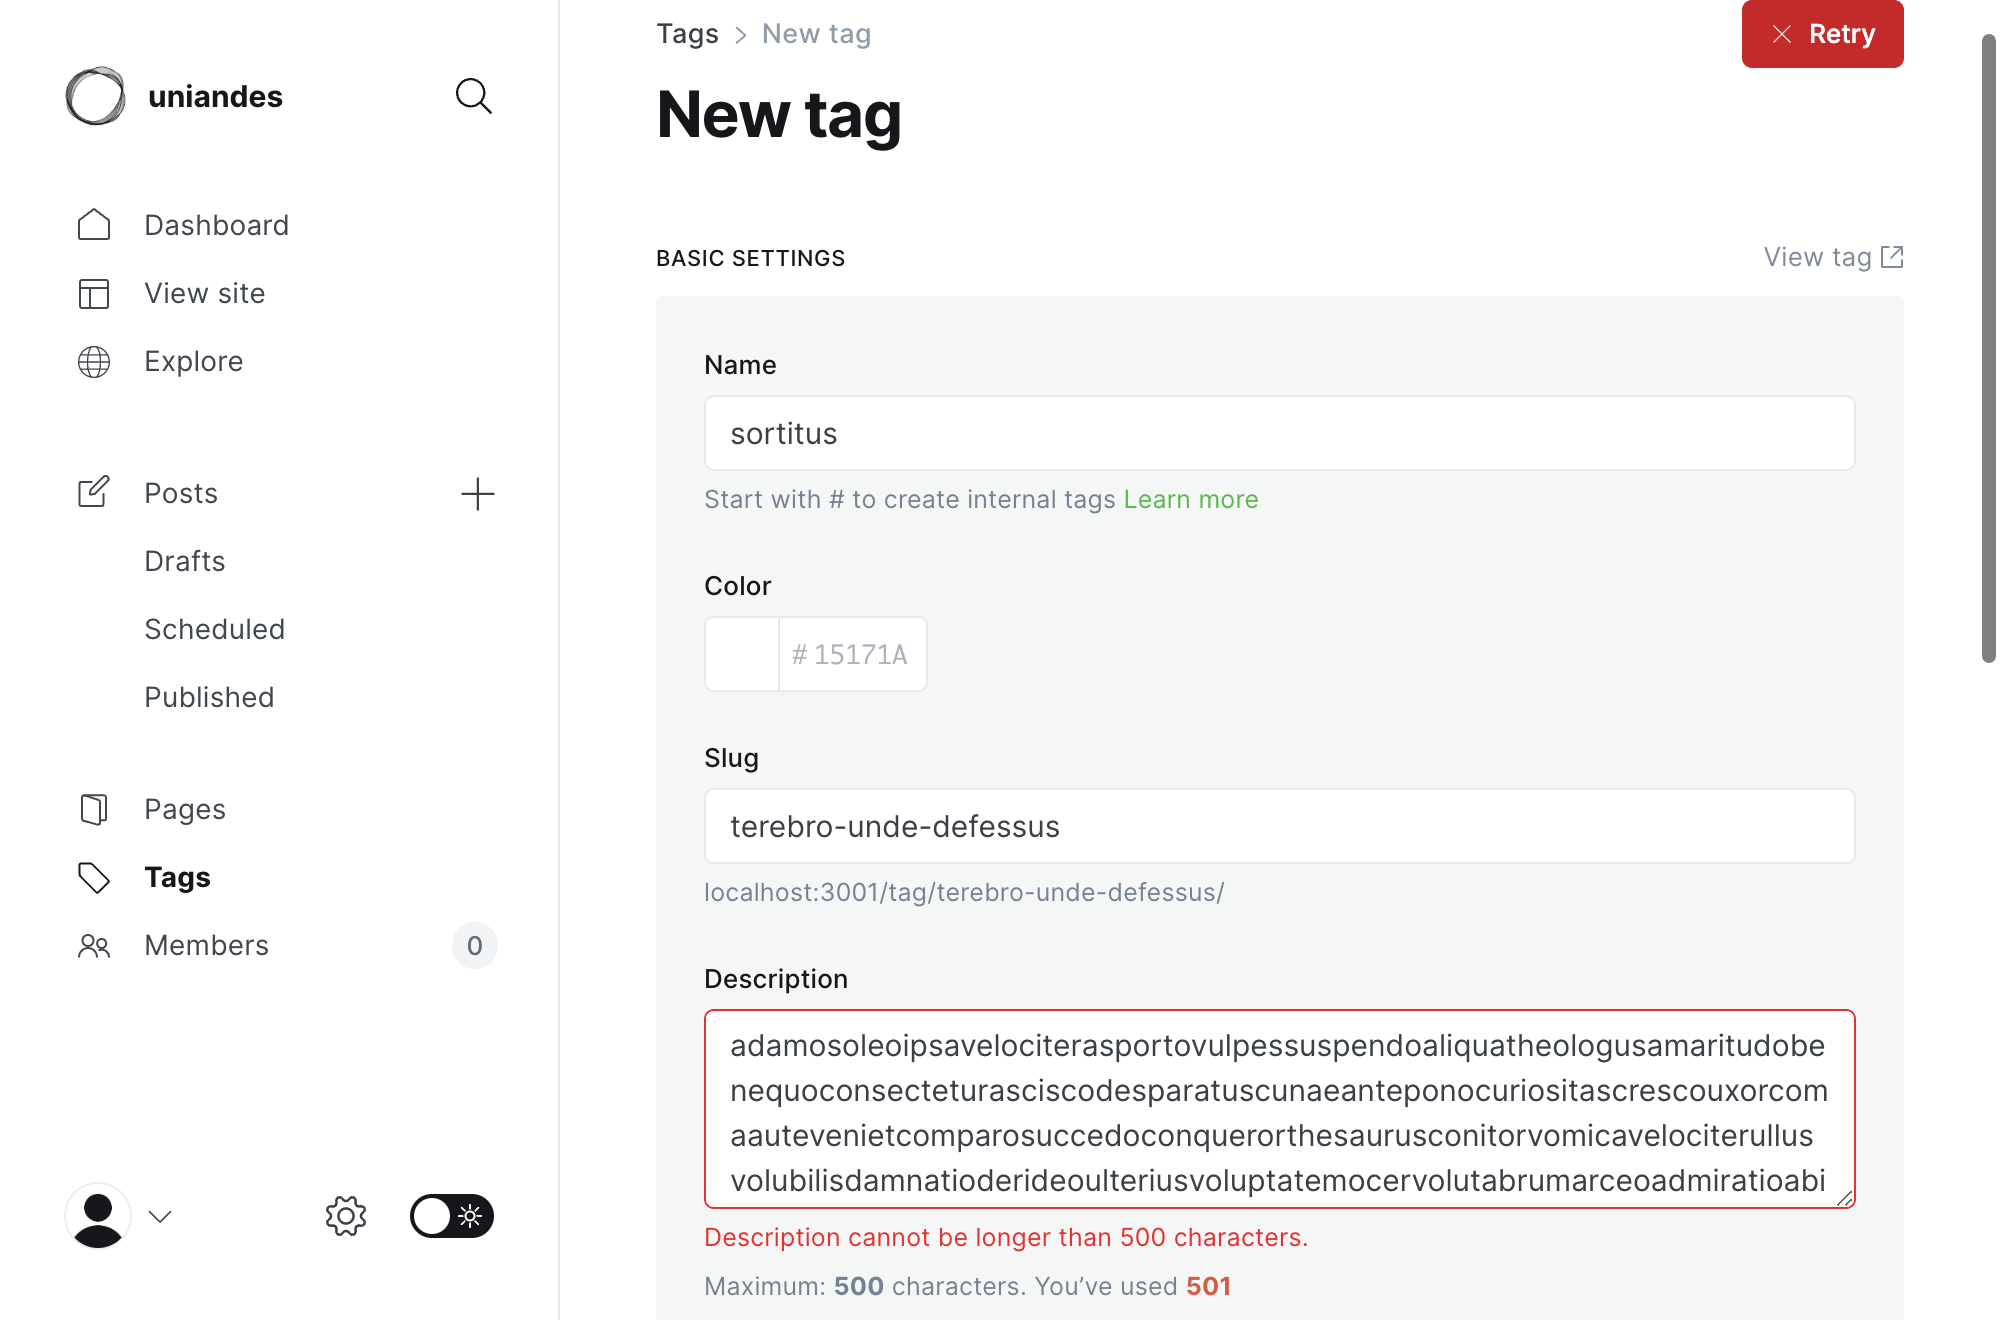 uniandes
Dashboard
View site
Explore
Posts
Drafts
Scheduled
Published
Pages
Tags
Members
0
Tags > New tag
Retry
New tag
BASIC SETTINGS
View tag
Name
sortitus
Start with # to create internal tags Learn more
Color
# 15171A
Slug
terebro-unde-defessus
localhost:3001/tag/terebro-unde-defessus/
Description
adamosoleoipsavelociterasportovulpessuspendoaliquatheologusamaritudobe
nequoconsecteturasciscodesparatuscunaeanteponocuriositascrescouxorcom
aautevenietcomparosuccedoconquerorthesaurusconitorvomicavelociterullus
volubilisdamnatioderideoulteriusvoluptatemocervolutabrumarceoadmiratioabi
Description cannot be longer than 500 characters.
Maximum: 500 characters. You’ve used 501